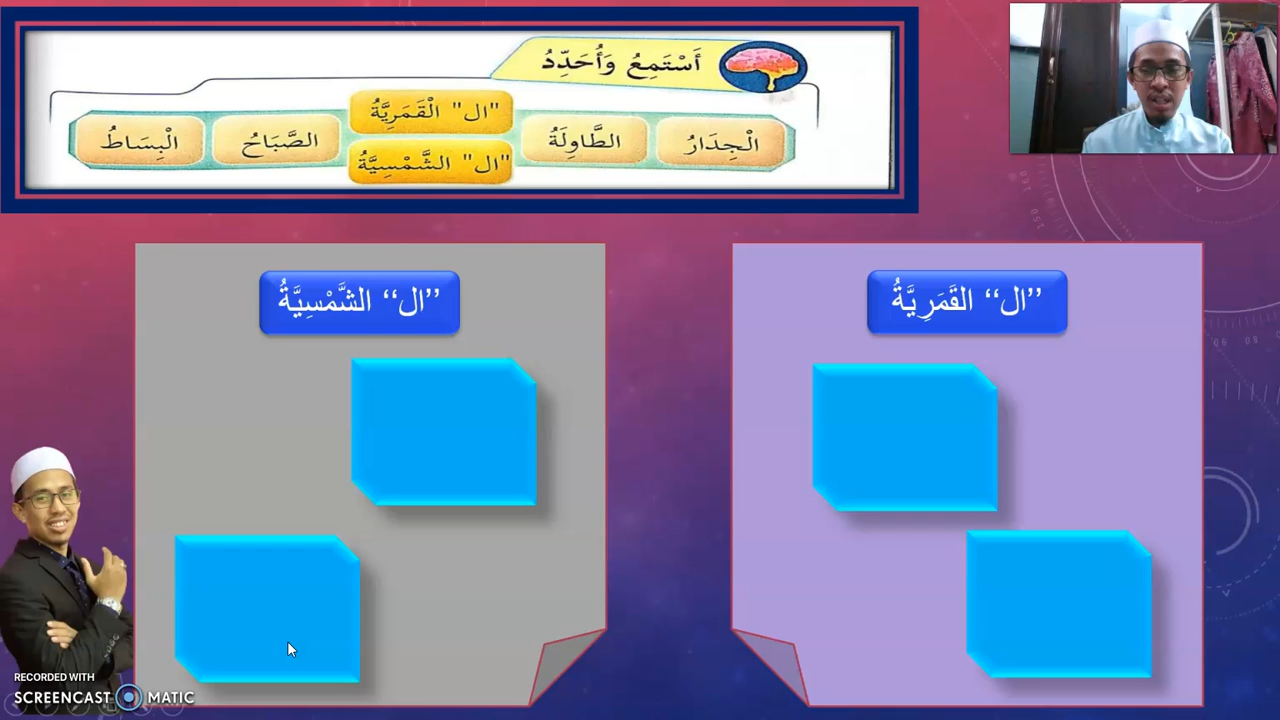 أَسْتَمِعُ وَأُحَدِّدُ
الْجِدَارُ
الطَّاوِلَةُ
"ال" الْقَمَرِيَّةُ
"ال" الشَّمْسِيَّةُ
الصَّبَاحُ
الْبِسَاطُ
”ال“ القَمَرِيَّةُ
”ال“ الشَّمْسِيَّةُ
RECORDED WITH
SCREENCAST MATIC